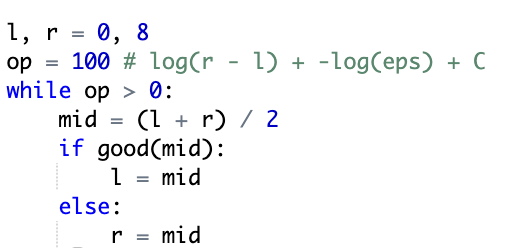 l, r = 0, 8
op = 100 # log(r - l) + -log(eps) + C
while op > 0:
    mid = (l + r) / 2
    if good(mid):
        l = mid
    else:
        r = mid